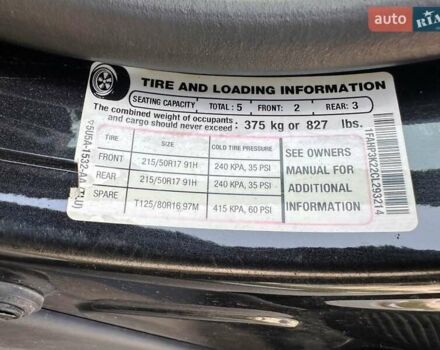 auto RIA
TIRE AND LOADING INFORMATION
SEATING CAPACITY TOTAL : 5 FRONT: 2 REAR: 3
The combined weight of occupants and cargo should never exceed : 375 kg or 827 lbs.
TIRE SIZE COLD TIRE PRESSURE
FRONT 215/50R17 91H 240 KPA, 35 PSI
REAR 215/50R17 91H 240 KPA, 35 PSI
SPARE T125/80R16 97M 415 KPA, 60 PSI
SEE OWNERS
MANUAL FOR
ADDITIONAL
INFORMATION